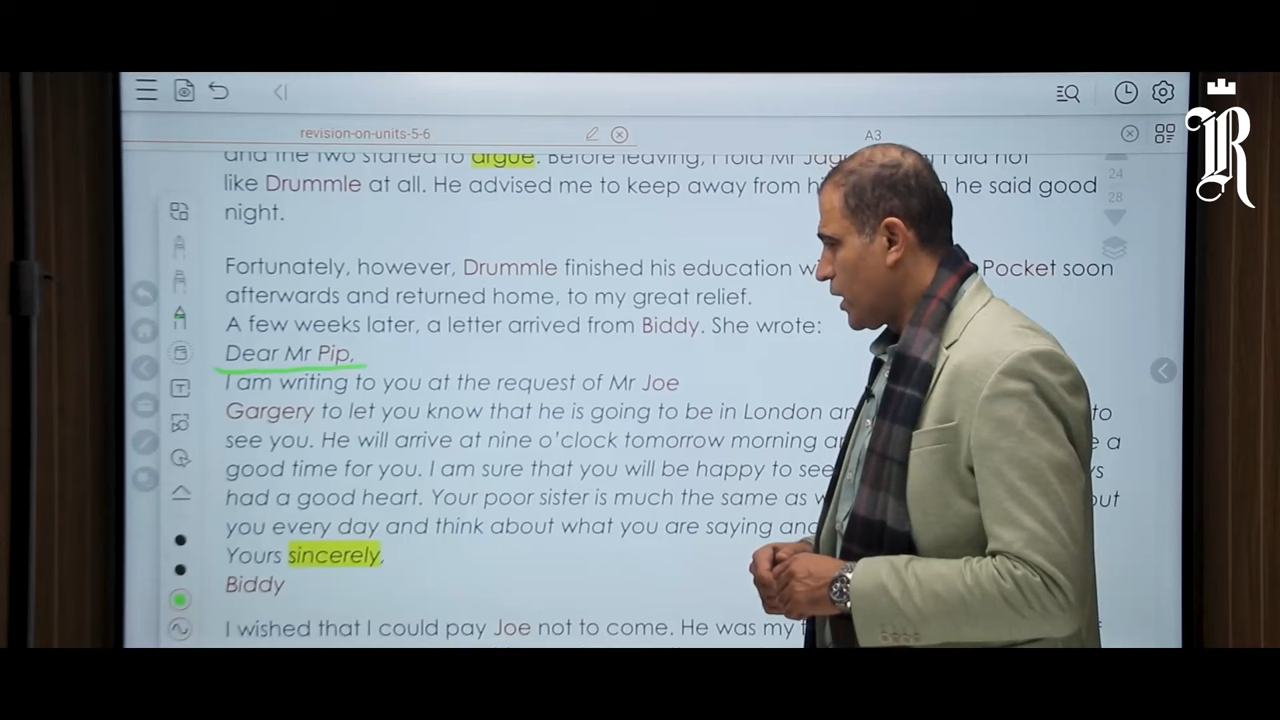 revision-on-units-5-6
A3
and the two started to argue. Before leaving, I told Mr I did not
like Drummle at all. He advised me to keep away from he said good
night.
24
28
Fortunately, however, Drummle finished his education Pocket soon
afterwards and returned home, to my great relief.
A few weeks later, a letter arrived from Biddy. She wrote:
Dear Mr Pip,
I am writing to you at the request of Mr Joe
Gargery to let you know that he is going to be in London to
see you. He will arrive at nine o'clock tomorrow morning a
good time for you. I am sure that you will be happy to see
had a good heart. Your poor sister is much the same as
you every day and think about what you are saying
Yours sincerely,
Biddy
I wished that I could pay Joe not to come. He was my
R